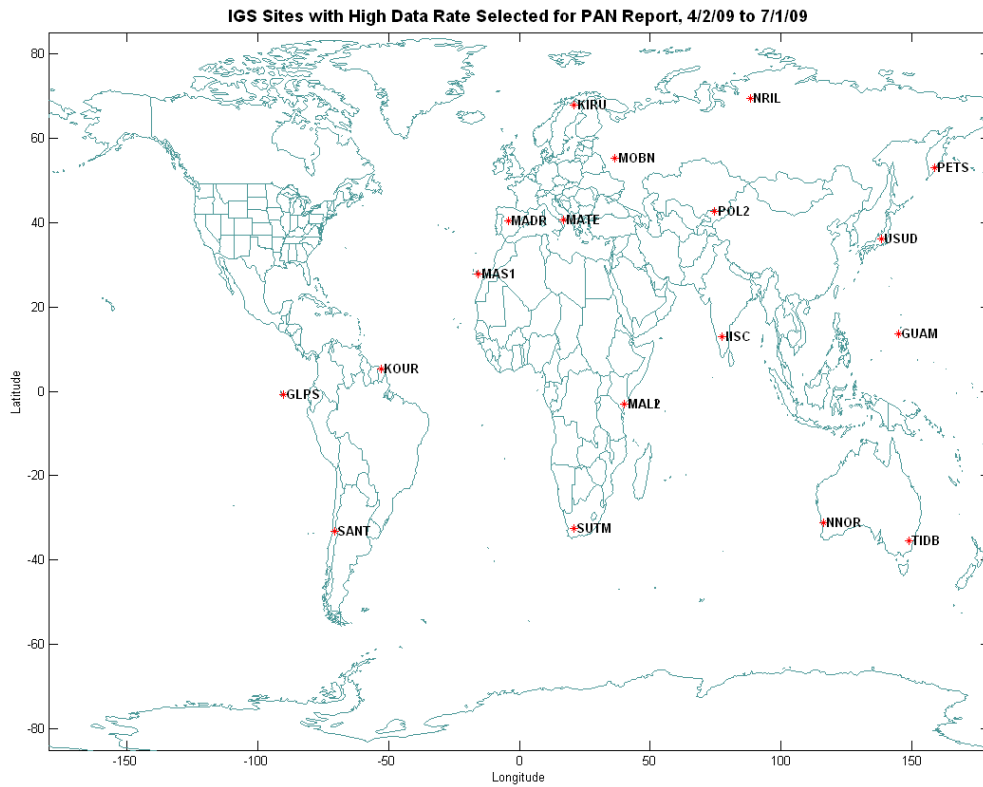 IGS Sites with High Data Rate Selected for PAN Report, 4/2/09 to 7/1/09
80
60
40
20
0
-20
-40
-60
-80
Latitude
KIRU
NRIL
MOBN
PETS
POL2
MADR
MATE
USUD
MAS1
GUAM
IISC
KOUR
GLPS
MAL2
SANT
SUTM
NNOR
TIDB
-150
-100
-50
0
50
100
150
Longitude